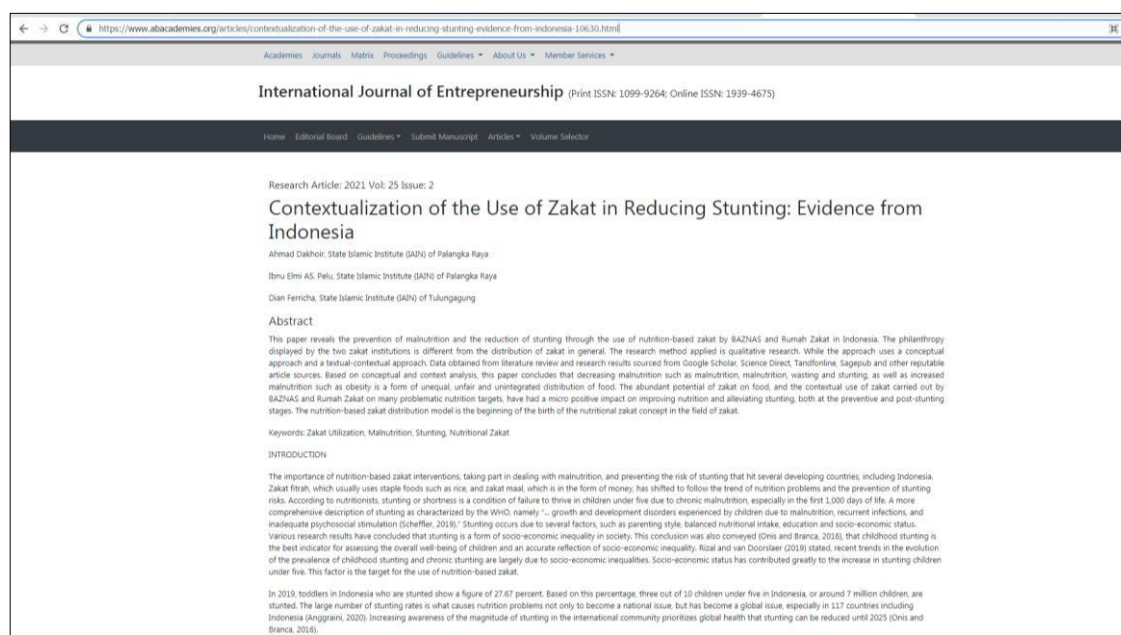 https://www.abacademies.org/articles/contextualization-of-the-use-of-zakat-in-reducing-stunting-evidence-from-indonesia-10630.html
Academies Journals Matrix Proceedings Guidelines About Us Member Services
International Journal of Entrepreneurship (Print ISSN: 1099-9264; Online ISSN: 1939-4675)
Home Editorial Board Guidelines Submit Manuscript Articles Volume Selector
Research Article: 2021 Vol: 25 Issue: 2
Contextualization of the Use of Zakat in Reducing Stunting: Evidence from
Indonesia
Ahmad Dakhoir, State Islamic Institute (IAIN) of Palangka Raya
Ibnu Elmi AS. Pelu, State Islamic Institute (IAIN) of Palangka Raya
Dian Ferricha, State Islamic Institute (IAIN) of Tulungagung
Abstract
This paper reveals the prevention of malnutrition and the reduction of stunting through the use of nutrition-based zakat by BAZNAS and Rumah Zakat in Indonesia. The philanthropy
displayed by the two zakat institutions is different from the distribution of zakat in general. The research method applied is qualitative research. While the approach uses a conceptual
approach and a textual-contextual approach. Data obtained from literature review and research results sourced from Google Scholar, Science Direct, Tandfonline, Sagepub and other reputable
article sources. Based on conceptual and context analysis, this paper concludes that decreasing malnutrition such as malnutrition, malnutrition, wasting and stunting, as well as increased
malnutrition such as obesity is a form of unequal, unfair and unintegrated distribution of food. The abundant potential of zakat on food, and the contextual use of zakat carried out by
BAZNAS and Rumah Zakat on many problematic nutrition targets, have had a micro positive impact on improving nutrition and alleviating stunting, both at the preventive and post-stunting
stages. The nutrition-based zakat distribution model is the beginning of the birth of the nutritional zakat concept in the field of zakat.
Keywords: Zakat Utilization, Malnutrition, Stunting, Nutritional Zakat
INTRODUCTION
The importance of nutrition-based zakat interventions, taking part in dealing with malnutrition, and preventing the risk of stunting that hit several developing countries, including Indonesia.
Zakat fitrah, which usually uses staple foods such as rice, and zakat maal, which is in the form of money, has shifted to follow the trend of nutrition problems and the prevention of stunting
risks. According to nutritionists, stunting or shortness is a condition of failure to thrive in children under five due to chronic malnutrition, especially in the first 1,000 days of life. A more
comprehensive description of stunting as characterized by the WHO, namely "... growth and development disorders experienced by children due to malnutrition, recurrent infections, and
inadequate psychosocial stimulation (Scheffler, 2019)." Stunting occurs due to several factors, such as parenting style, balanced nutritional intake, education and socio-economic status.
Various research results have concluded that stunting is a form of socio-economic inequality in society. This conclusion was also conveyed (Onis and Branca, 2016), that childhood stunting is
the best indicator for assessing the overall well-being of children and an accurate reflection of socio-economic inequality. Rizal and van Doorslaer (2019) stated, recent trends in the evolution
of the prevalence of childhood stunting and chronic stunting are largely due to socio-economic inequalities. Socio-economic status has contributed greatly to the increase in stunting children
under five. This factor is the target for the use of nutrition-based zakat.
In 2019, toddlers in Indonesia who are stunted show a figure of 27.67 percent. Based on this percentage, three out of 10 children under five in Indonesia, or around 7 million children, are
stunted. The large number of stunting rates is what causes nutrition problems not only to become a national issue, but has become a global issue, especially in 117 countries including
Indonesia (Anggraini, 2020). Increasing awareness of the magnitude of stunting in the international community prioritizes global health that stunting can be reduced until 2025 (Onis and
Branca, 2016).